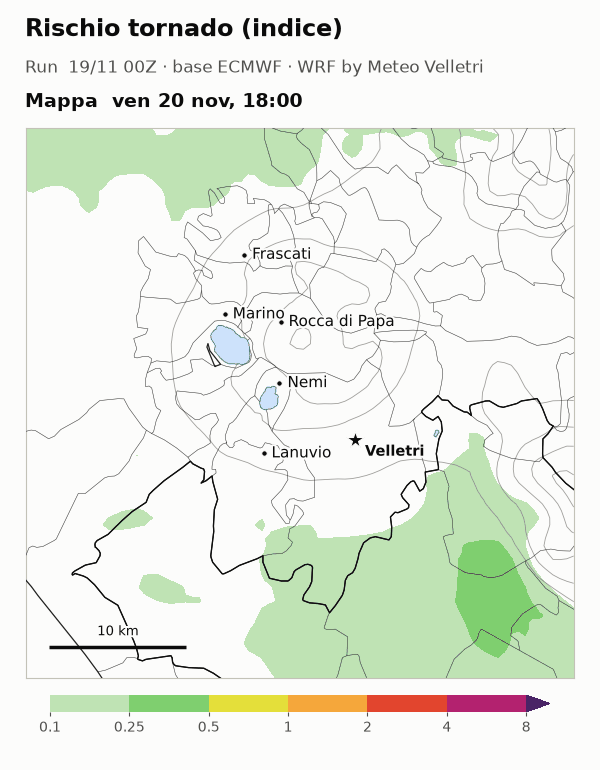 Rischio tornado (indice)
Run  19/11 00Z · base ECMWF · WRF by Meteo Velletri
Mappa  ven 20 nov, 18:00
Frascati
Marino
Rocca di Papa
Nemi
Lanuvio
Velletri
10 km
0.1 0.25 0.5 1 2 4 8